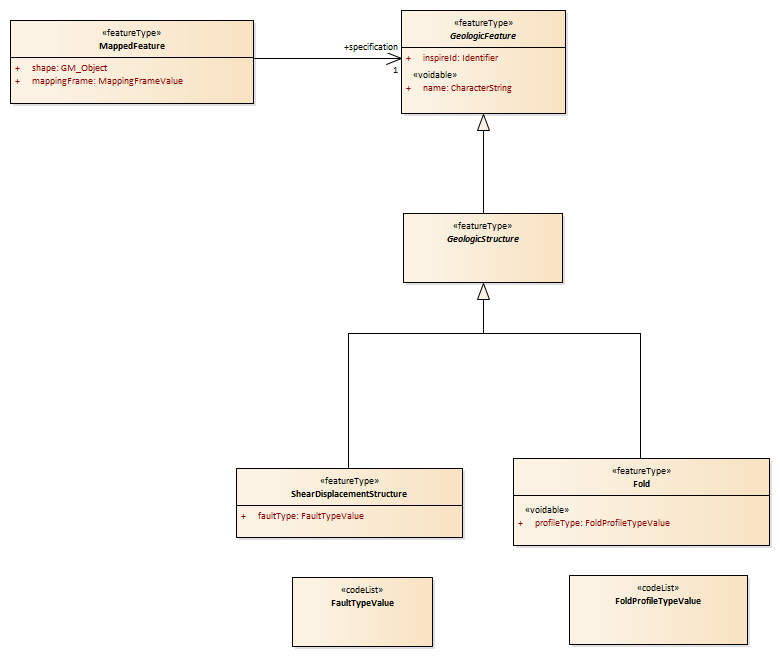 «featureType»
MappedFeature
+ shape: GM_Object
+ mappingFrame: MappingFrameValue
+specification
1
«featureType»
GeologicFeature
+ inspireId: Identifier
«voidable»
+ name: CharacterString
«featureType»
GeologicStructure
«featureType»
ShearDisplacementStructure
+ faultType: FaultTypeValue
«featureType»
Fold
«voidable»
+ profileType: FoldProfileTypeValue
«codeList»
FaultTypeValue
«codeList»
FoldProfileTypeValue